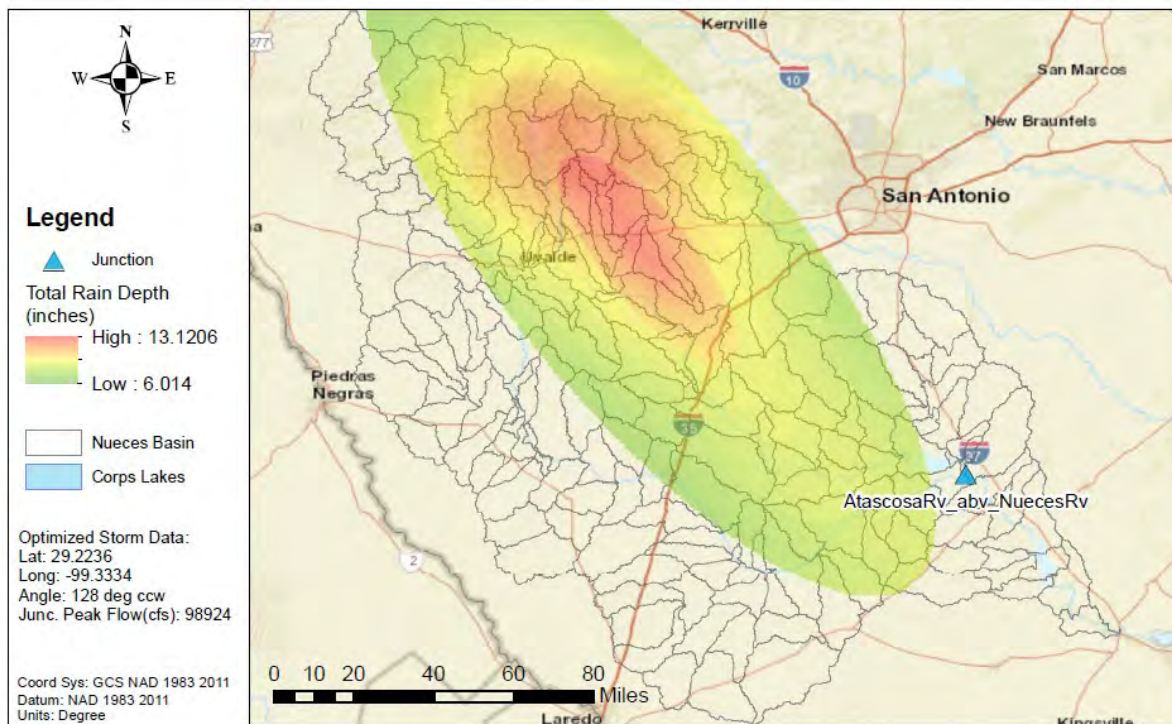 N
W
E
S
Legend
Junction
Total Rain Depth
(inches)
High : 13.1206
Low : 6.014
Nueces Basin
Corps Lakes
Optimized Storm Data:
Lat: 29.2236
Long: -99.3334
Angle: 128 deg ccw
Junc. Peak Flow(cfs): 98924
Coord Sys: GCS NAD 1983 2011
Datum: NAD 1983 2011
Units: Degree
277
Kerrville
10
San Marcos
New Braunfels
San Antonio
Uvalde
a
Piedras
Negras
35
37
AtascosaRv_abv_NuecesRv
2
0 10 20 40 60 80
Miles
Laredo
Kingsville